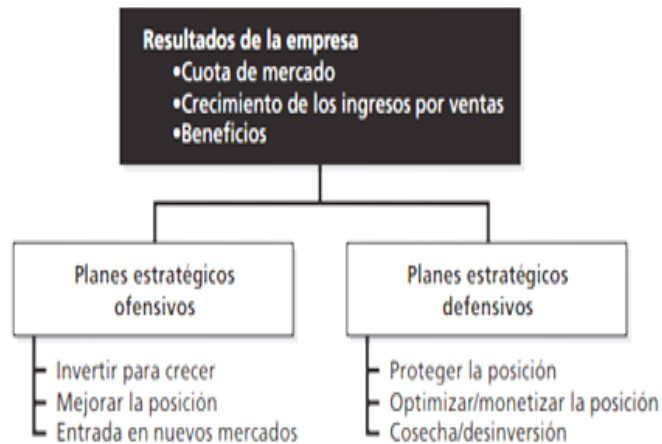 Resultados de la empresa
•Cuota de mercado
•Crecimiento de los ingresos por ventas
•Beneficios
Planes estratégicos
ofensivos
Invertir para crecer
Mejorar la posición
Entrada en nuevos mercados
Planes estratégicos
defensivos
Proteger la posición
Optimizar/monetizar la posición
Cosecha/desinversión